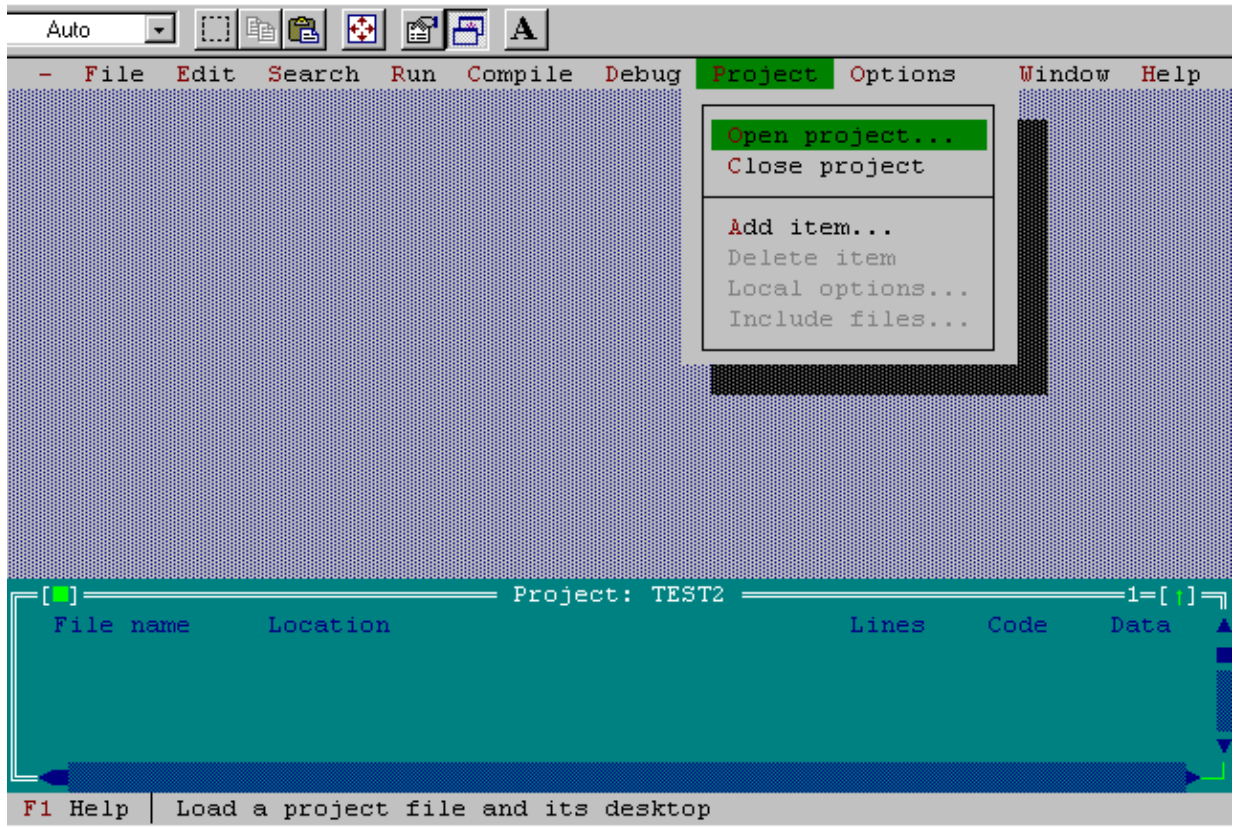 Auto A
- File Edit Search Run Compile Debug Project Options Window Help
Open project...
Close project
Add item...
Delete item
Local options...
Include files...
[■] Project: TEST2 1=[↑]
File name Location Lines Code Data
F1 Help | Load a project file and its desktop